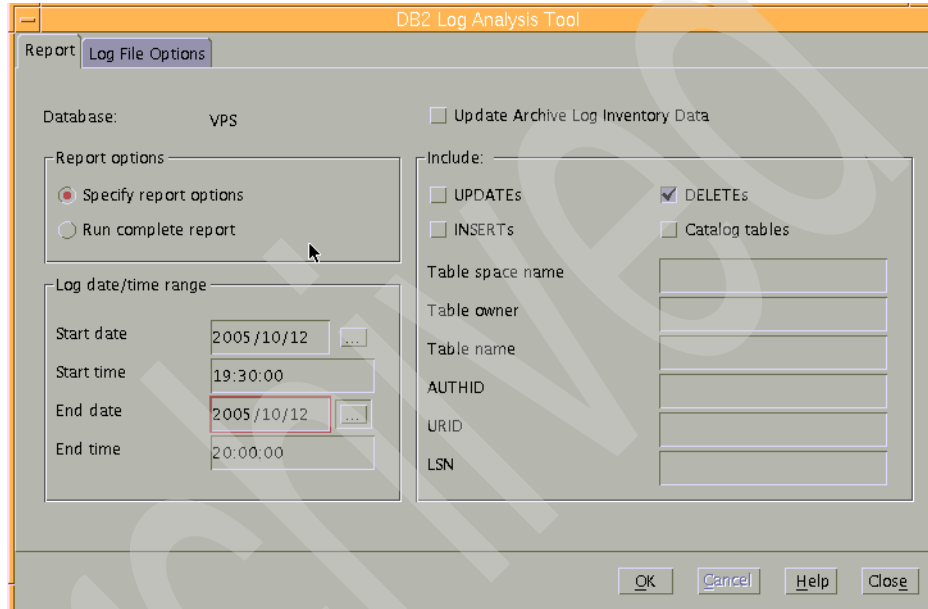 DB2 Log Analysis Tool
Report Log File Options
Database: VPS
Update Archive Log Inventory Data
Report options
Specify report options
Run complete report
Log date/time range
Start date 2005/10/12 ...
Start time 19:30:00
End date 2005/10/12 ...
End time 20:00:00
Include:
UPDATEs DELETEs
INSERTs Catalog tables
Table space name
Table owner
Table name
AUTHID
URID
LSN
OK Cancel Help Close